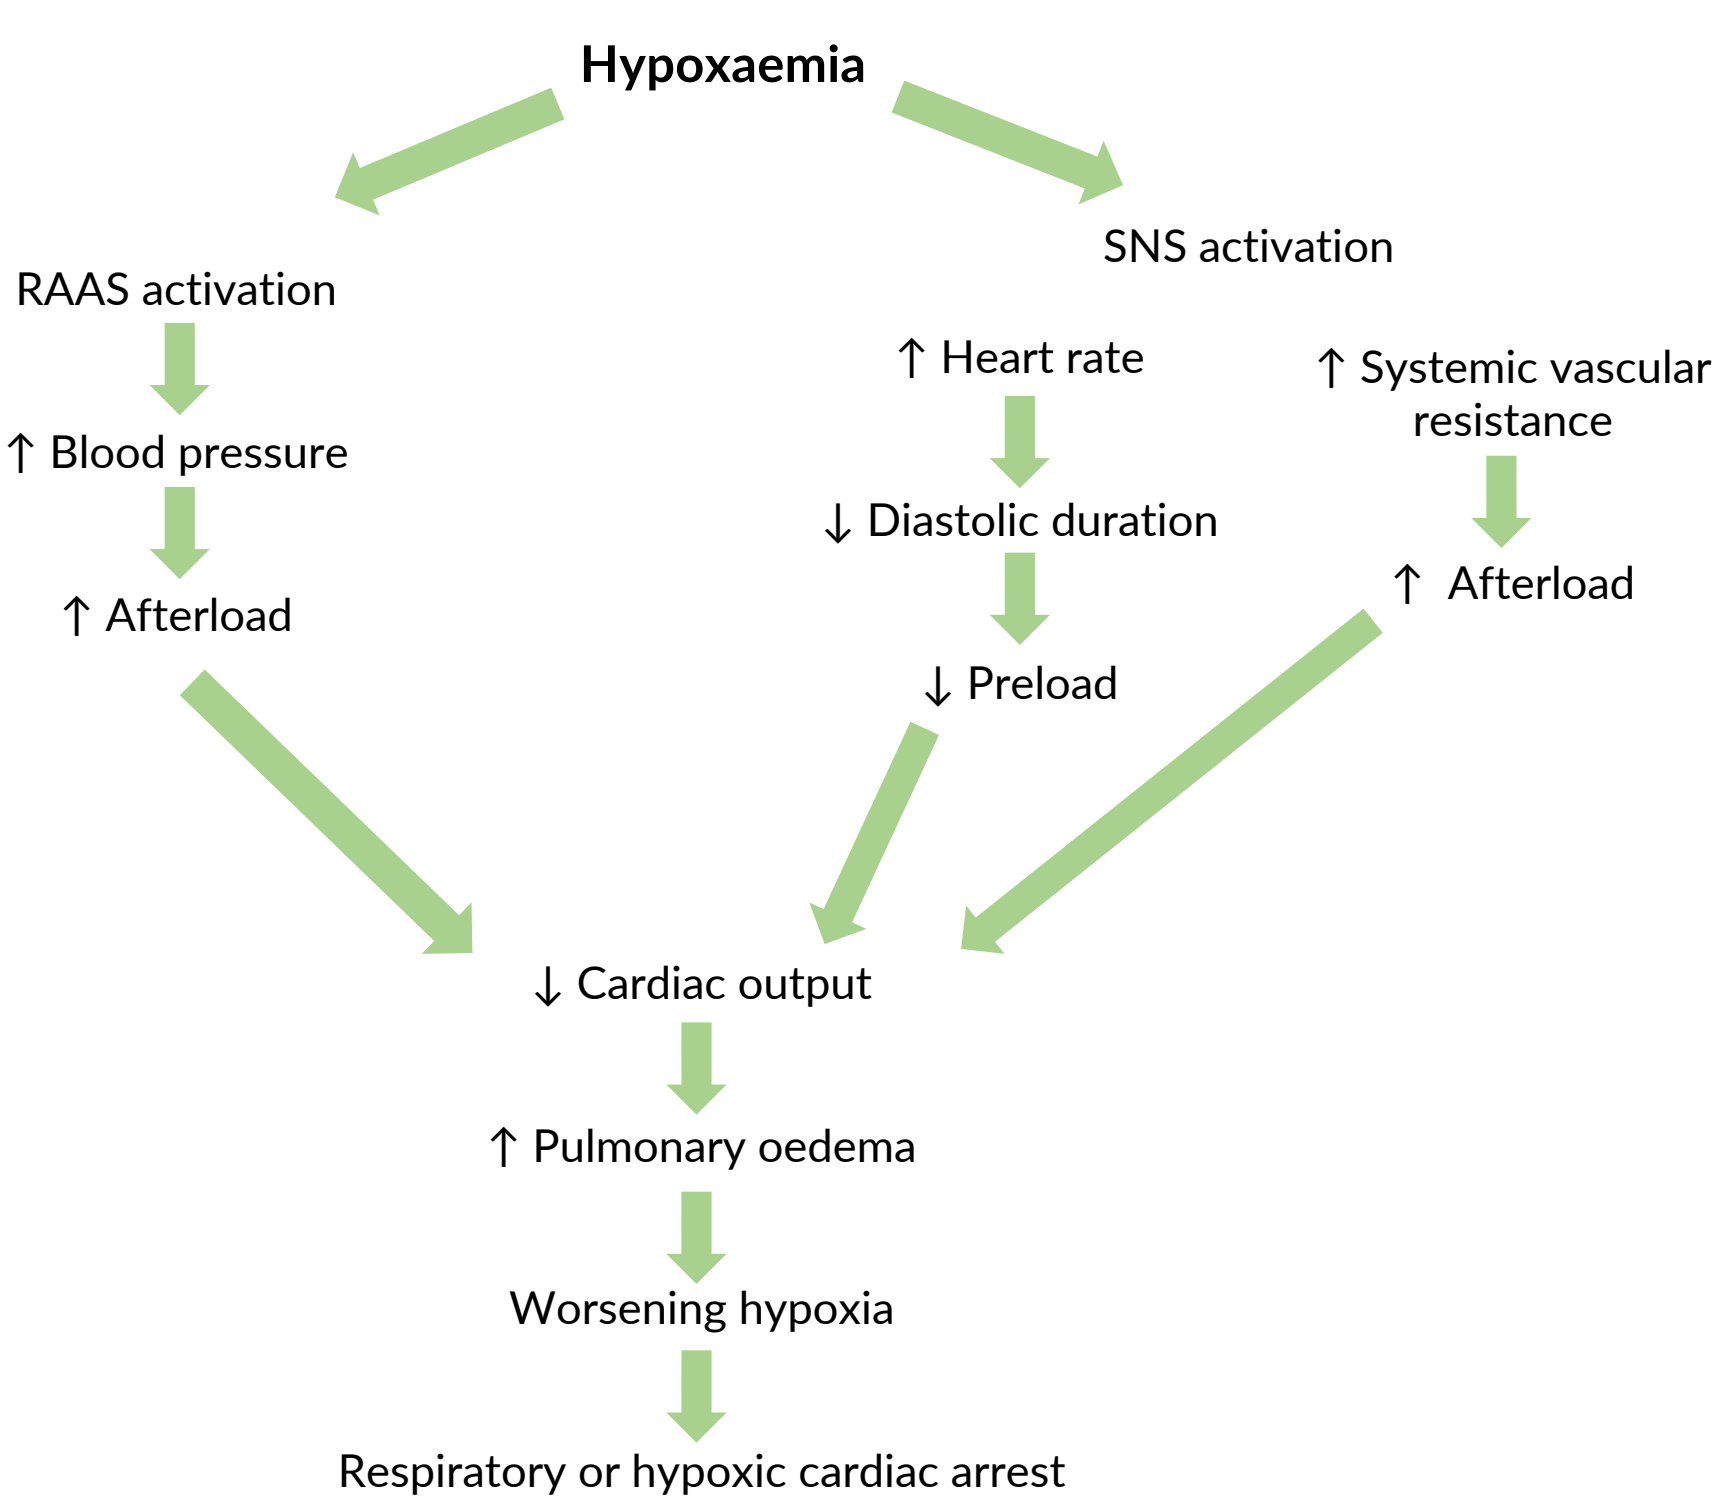 Hypoxaemia
RAAS activation
↑ Blood pressure
↑ Afterload
SNS activation
↑ Heart rate
↓ Diastolic duration
↓ Preload
↑ Systemic vascular
resistance
↑ Afterload
↓ Cardiac output
↑ Pulmonary oedema
Worsening hypoxia
Respiratory or hypoxic cardiac arrest